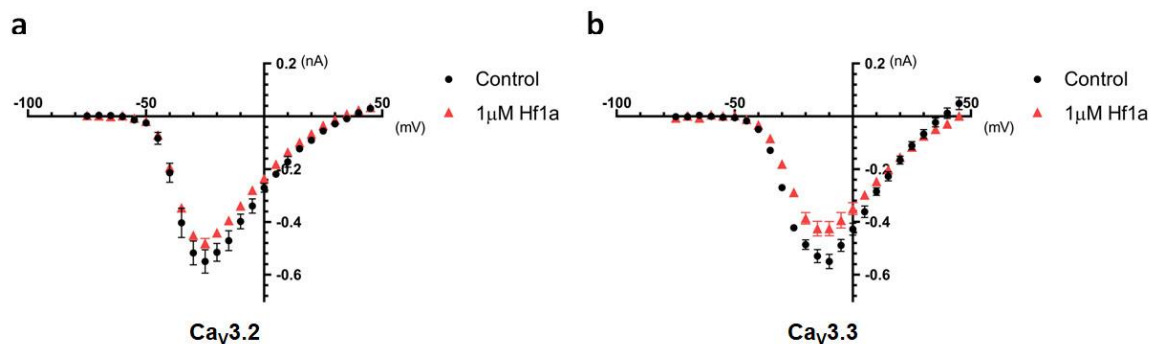 a
0.2 (nA)
-100 -50 50
(mV)
-0.2
-0.4
-0.6
Control
1μM Hf1a
CaV3.2
b
0.2 (nA)
-100 -50 50
(mV)
-0.2
-0.4
-0.6
Control
1μM Hf1a
CaV3.3